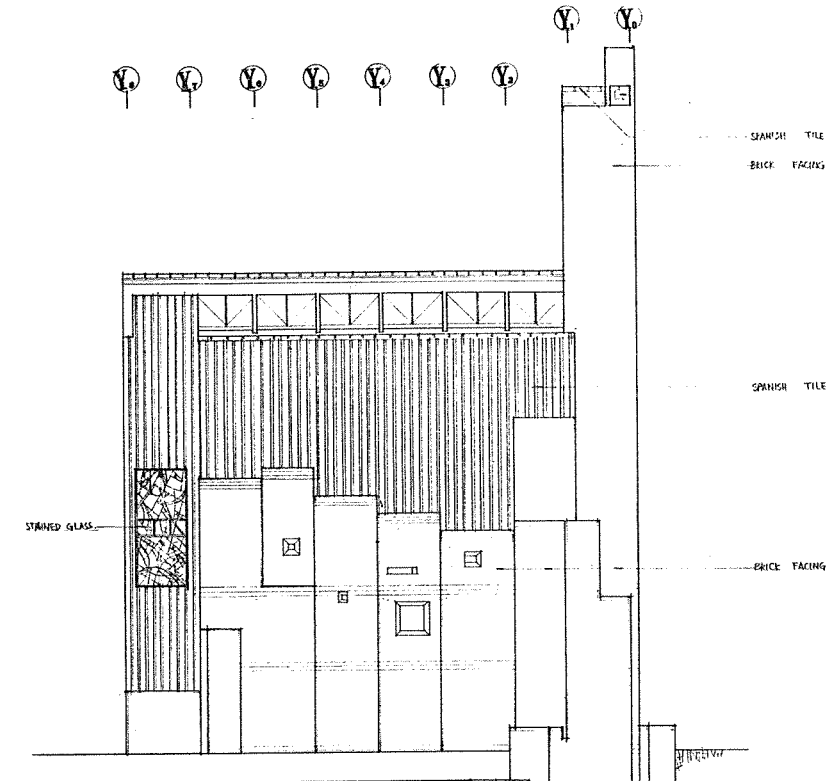 Y₁ Y₀
Y₈ Y₇ Y₆ Y₅ Y₄ Y₃ Y₂
SPANISH TILE
BRICK FACING
SPANISH TILE
STAINED GLASS
BRICK FACING